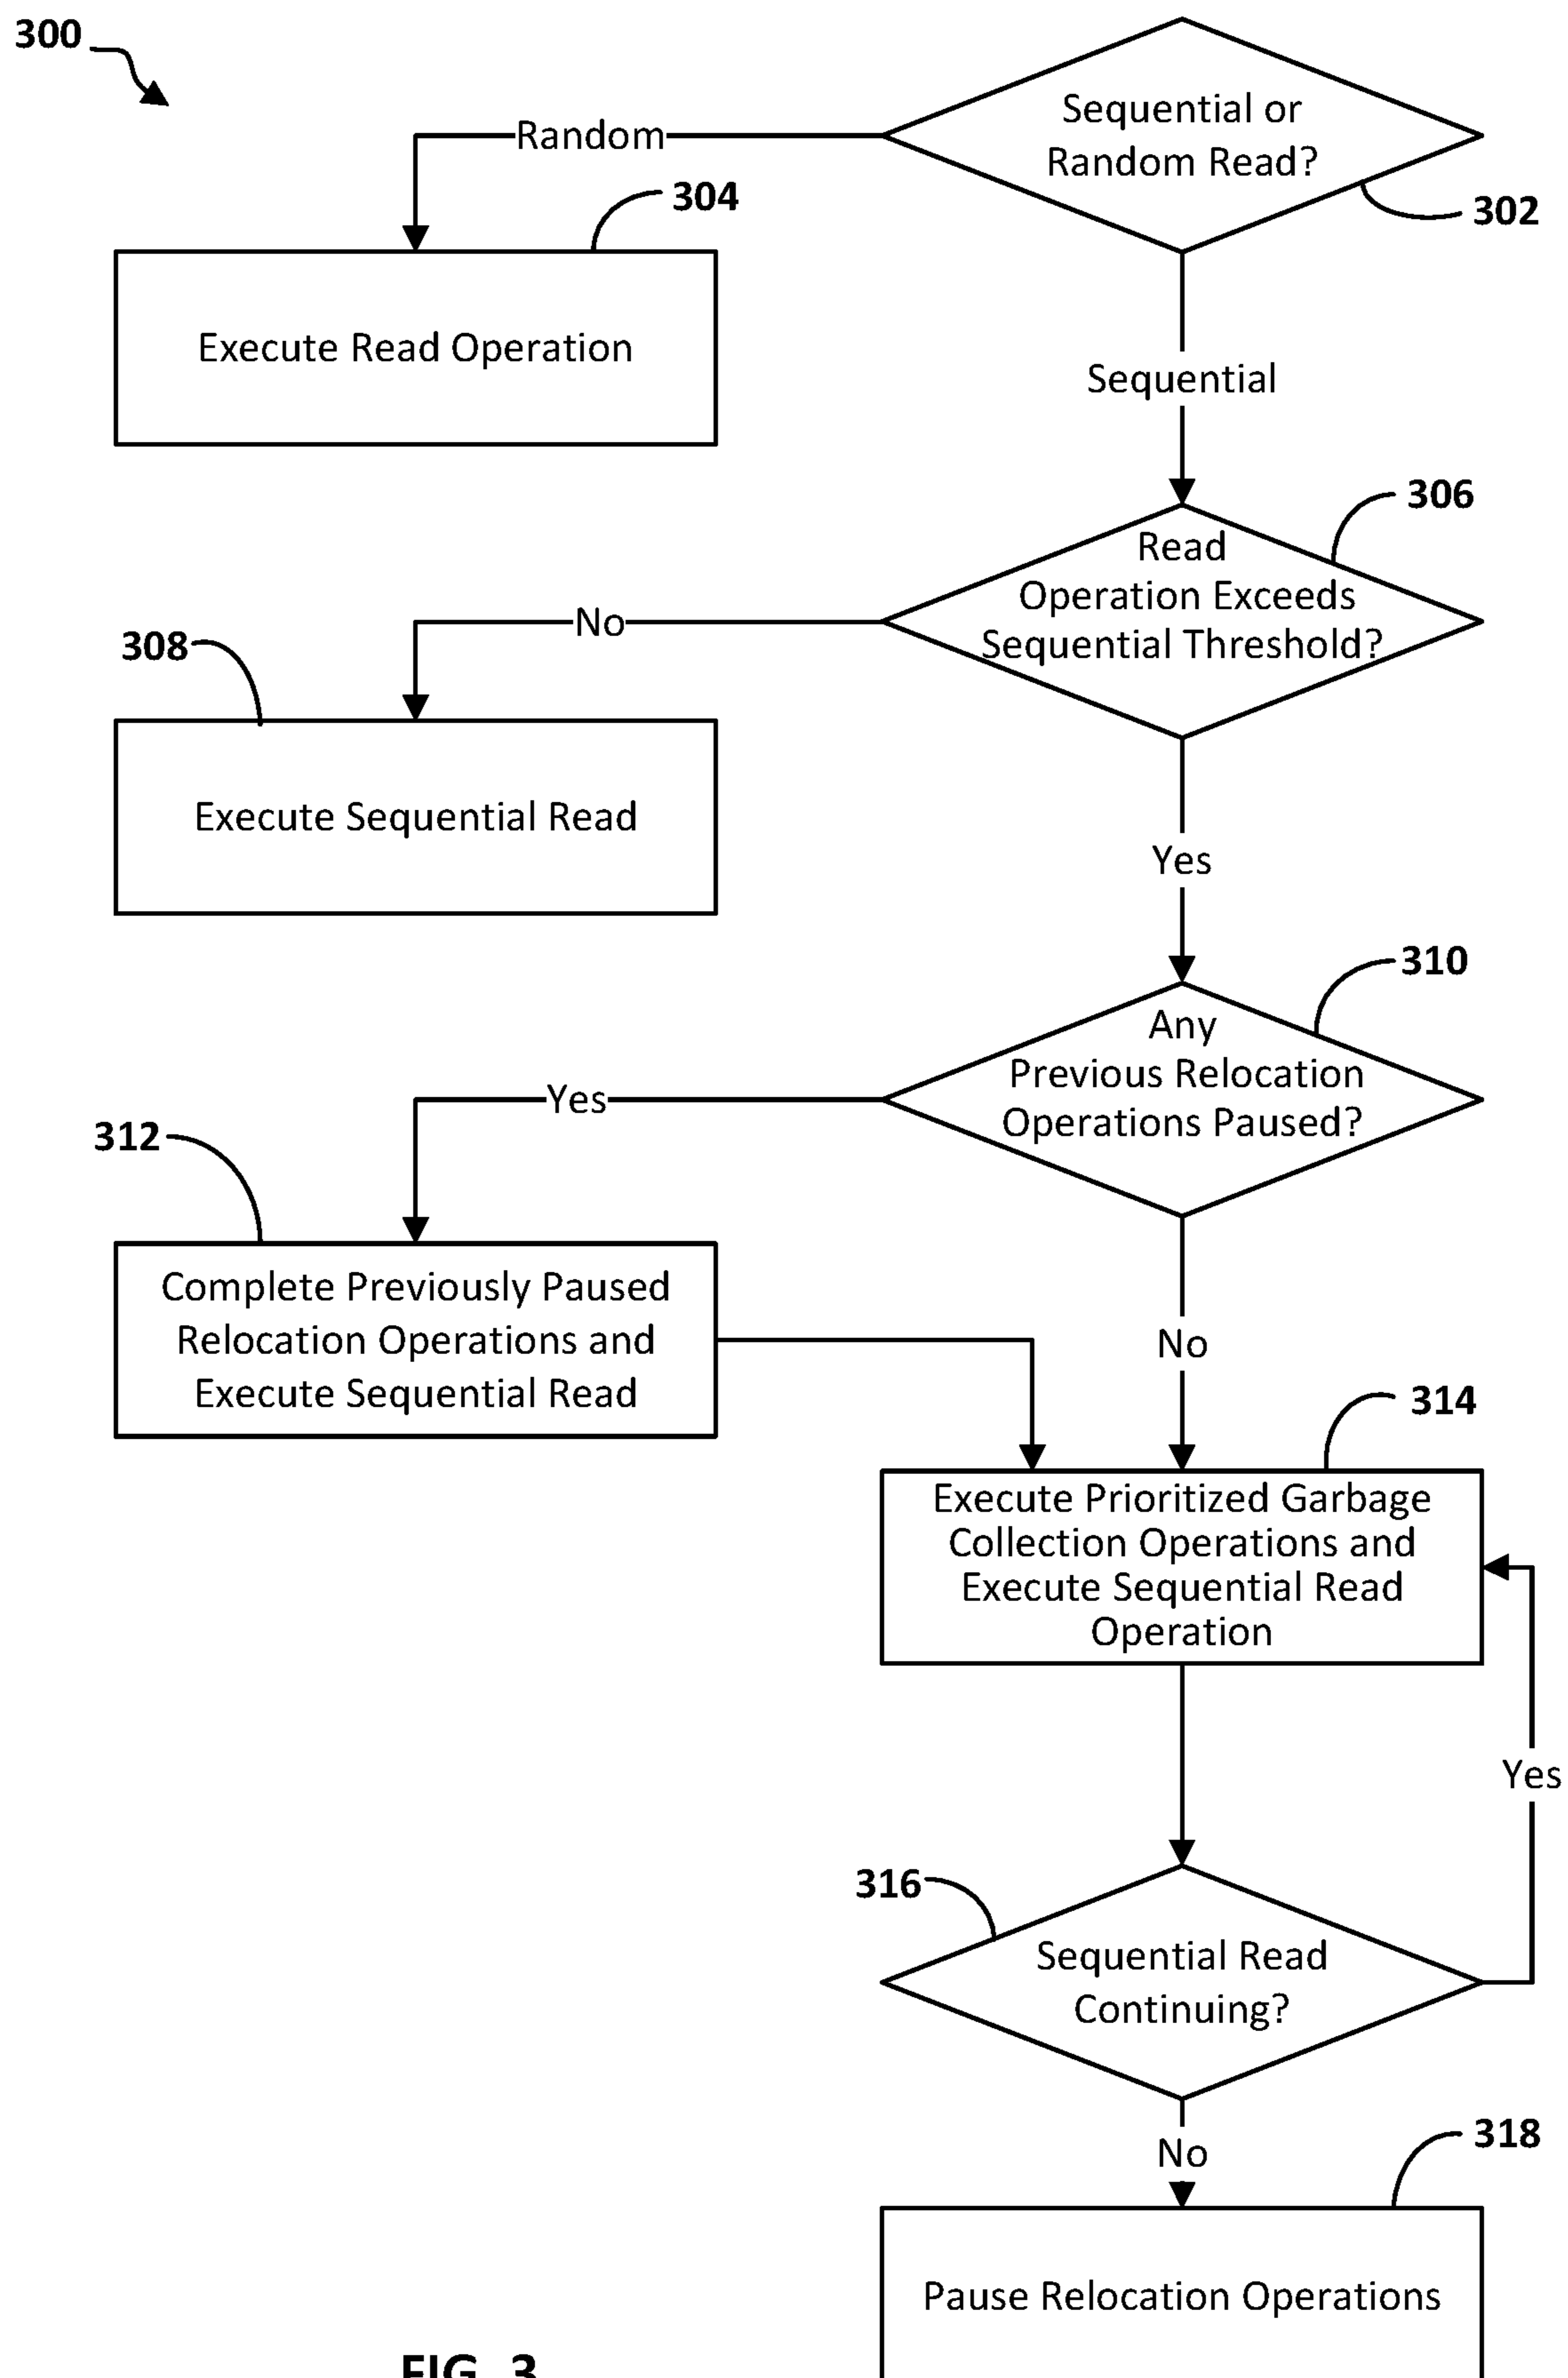 300
Sequential or
Random Read?
Random
302
304
Execute Read Operation
Sequential
306
Read
Operation Exceeds
Sequential Threshold?
No
308
Execute Sequential Read
Yes
310
Any
Previous Relocation
Operations Paused?
Yes
312
Complete Previously Paused
Relocation Operations and
Execute Sequential Read
No
314
Execute Prioritized Garbage
Collection Operations and
Execute Sequential Read
Operation
Yes
316
Sequential Read
Continuing?
No
318
Pause Relocation Operations
FIG. 3